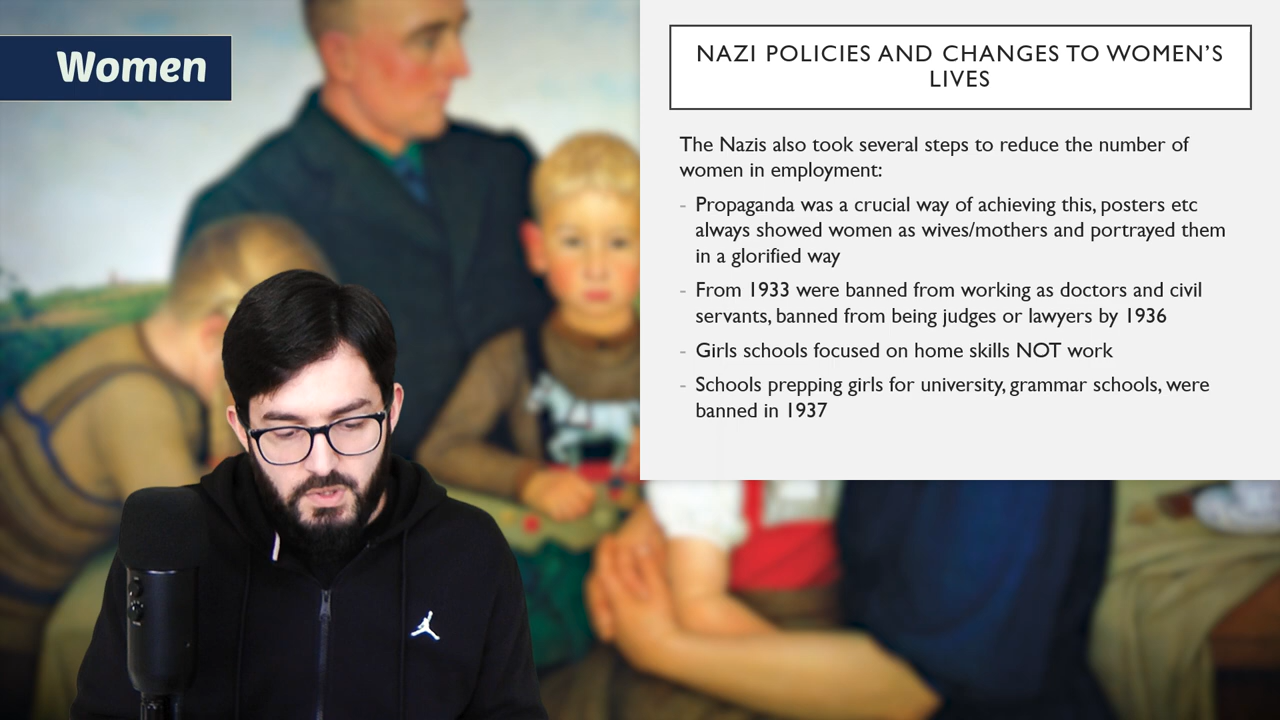 Women
NAZI POLICIES AND CHANGES TO WOMEN'S
LIVES
The Nazis also took several steps to reduce the number of
women in employment:
- Propaganda was a crucial way of achieving this, posters etc
always showed women as wives/mothers and portrayed them
in a glorified way
- From 1933 were banned from working as doctors and civil
servants, banned from being judges or lawyers by 1936
- Girls schools focused on home skills NOT work
- Schools prepping girls for university, grammar schools, were
banned in 1937